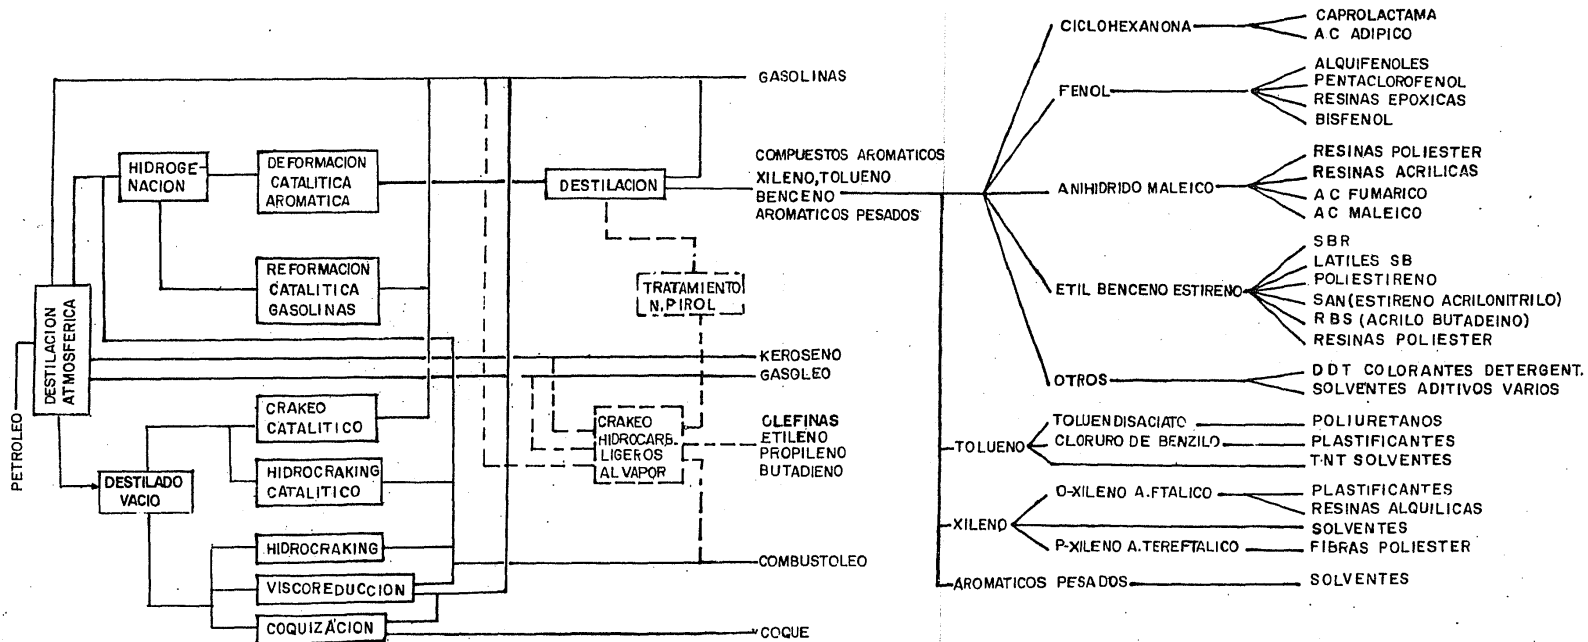 PETROLEO
DESTILACION
ATMOSFERICA
HIDROGE-
NACION
DEFORMACION
CATALITICA
AROMATICA
REFORMACION
CATALITICA
GASOLINAS
DESTILADO
VACIO
CRAKEO
CATALITICO
HIDROCRAKING
CATALITICO
HIDROCRAKING
VISCOREDUCCION
COQUIZACION
DESTILACION
TRATAMIENTO
N, PIROL
CRAKEO
HIDROCARB.
LIGEROS
AL VAPOR
GASOLINAS
COMPUESTOS AROMATICOS
XILENO, TOLUENO
BENCENO
AROMATICOS PESADOS
KEROSENO
GASOLEO
OLEFINAS
ETILENO
PROPILENO
BUTADIENO
COMBUSTOLEO
COQUE
CICLOHEXANONA
CAPROLACTAMA
A.C ADIPICO
FENOL
ALQUIFENOLES
PENTACLOROFENOL
RESINAS EPOXICAS
BISFENOL
ANIHIDRIDO MALEICO
RESINAS POLIESTER
RESINAS ACRILICAS
A C FUMARICO
AC MALEICO
ETIL BENCENO ESTIRENO
SBR
LATILES SB
POLIESTIRENO
SAN (ESTIRENO ACRILONITRILO)
RBS (ACRILO BUTADEINO)
RESINAS POLIESTER
OTROS
D D T COLORANTES DETERGENT.
SOLVENTES ADITIVOS VARIOS
TOLUENO
TOLUENDISACIATO
POLIURETANOS
CLORURO DE BENZILO
PLASTIFICANTES
TNT SOLVENTES
XILENO
O-XILENO A.FTALICO
PLASTIFICANTES
RESINAS ALQUILICAS
SOLVENTES
P-XILENO A.TEREFTALICO
FIBRAS POLIESTER
AROMATICOS PESADOS
SOLVENTES